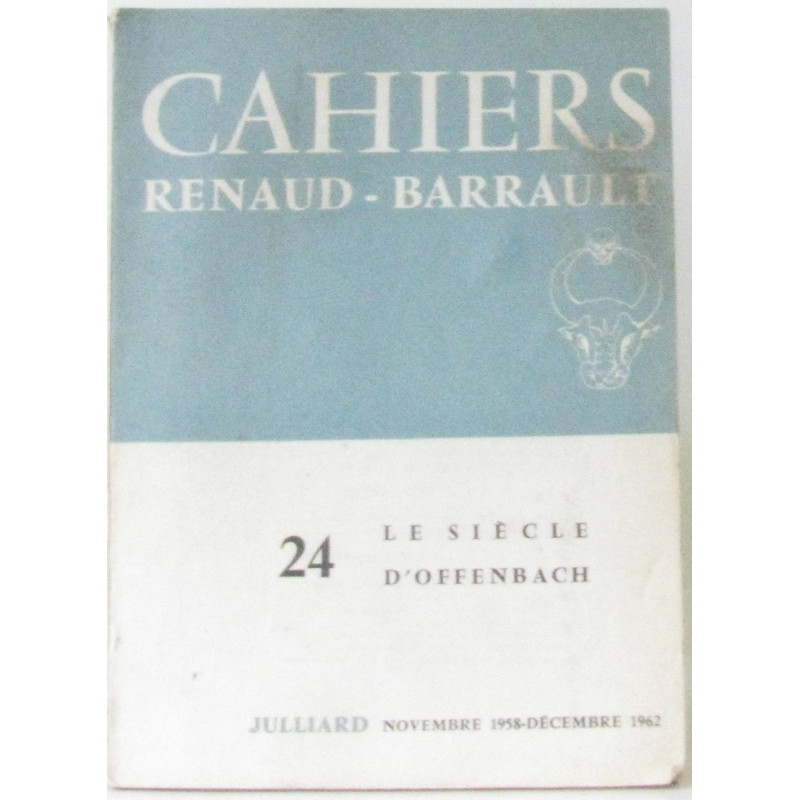 CAHIERS
RENAUD - BARRAULT
24
LE SIÈCLE
D'OFFENBACH
JULLIARD NOVEMBRE 1958-DÉCEMBRE 1962